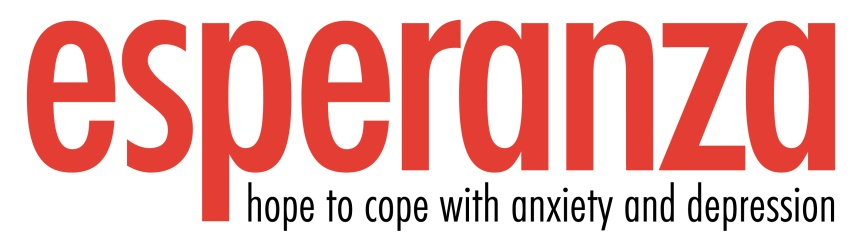 esperanza
hope to cope with anxiety and depression